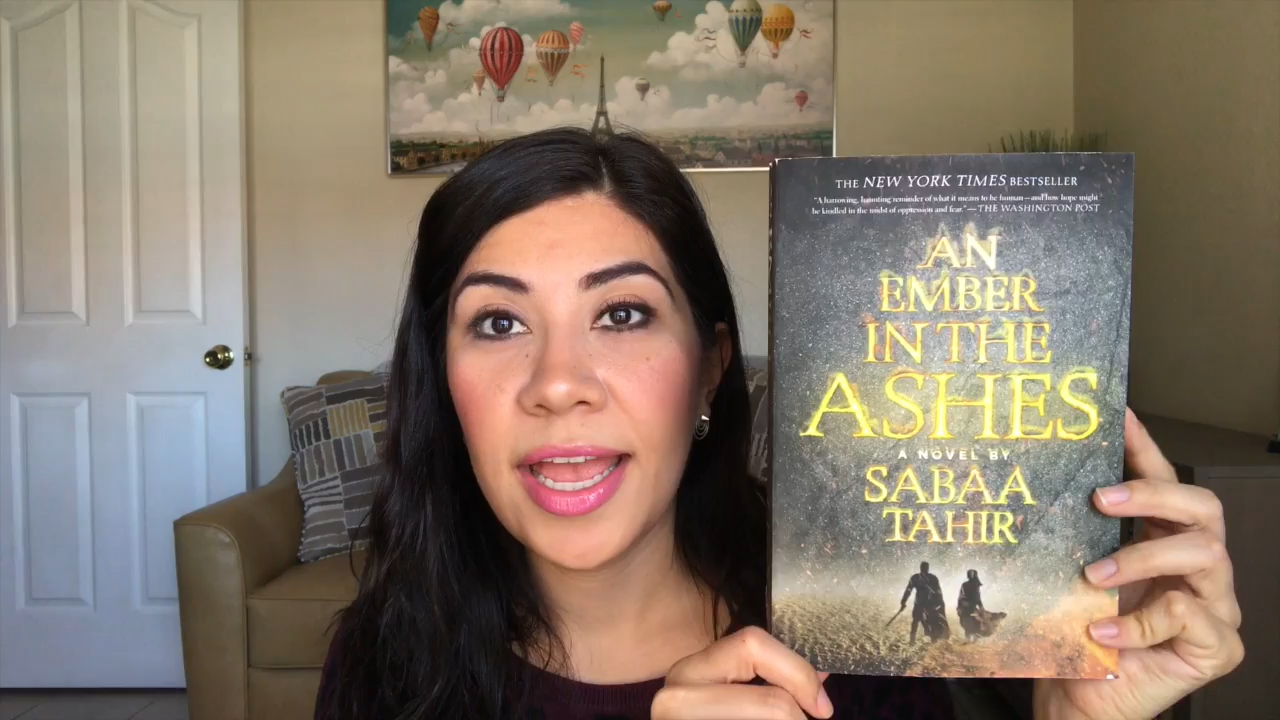 THE NEW YORK TIMES BESTSELLER
"A harrowing, haunting reminder of what it means to be human—and how hope might
be kindled in the midst of oppression and fear."—THE WASHINGTON POST
AN
EMBER
IN THE
ASHES
A NOVEL BY
SABAA
TAHIR